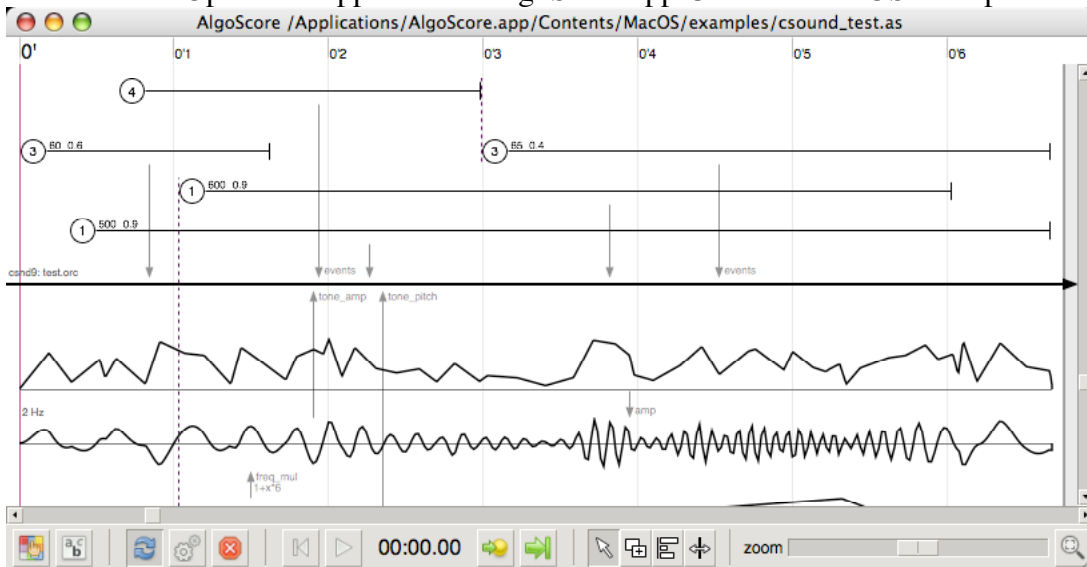 AlgoScore /Applications/AlgoScore.app/Contents/MacOS/examples/csound_test.as
0' 0'1 0'2 0'3 0'4 0'5 0'6
4
3 60 0.6 3 65 0.4
1 600 0.9
1 500 0.9
csnd9: test.orc events events
tone_amp tone_pitch
2 Hz amp
freq_mul
1+x*6
a b c
00:00.00 zoom